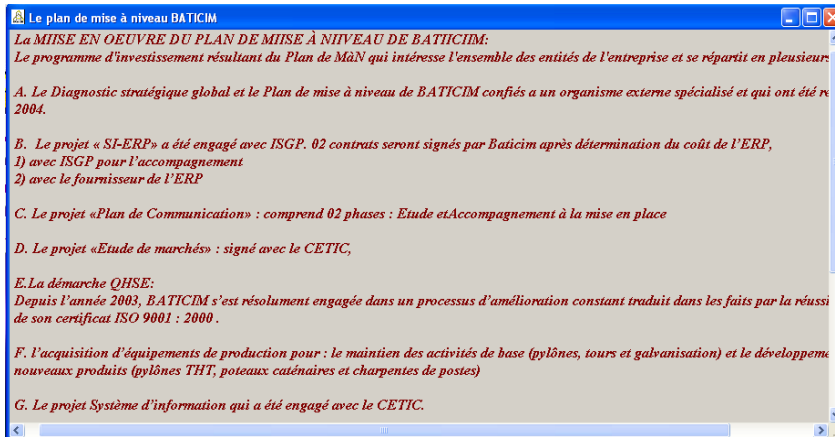 Le plan de mise à niveau BATICIM
La MIISE EN OEUVRE DU PLAN DE MIISE À NIIVEAU DE BATIICIIM:
Le programme d'investissement résultant du Plan de MàN qui intéresse l'ensemble des entités de l'entreprise et se répartit en pleusieurs
A. Le Diagnostic stratégique global et le Plan de mise à niveau de BATICIM confiés a un organisme externe spécialisé et qui ont été re
2004.
B. Le projet « SI-ERP» a été engagé avec ISGP. 02 contrats seront signés par Baticim après détermination du coût de l'ERP,
1) avec ISGP pour l'accompagnement
2) avec le fournisseur de l'ERP
C. Le projet «Plan de Communication» : comprend 02 phases : Etude etAccompagnement à la mise en place
D. Le projet «Etude de marchés» : signé avec le CETIC,
E.La démarche QHSE:
Depuis l'année 2003, BATICIM s'est résolument engagée dans un processus d'amélioration constant traduit dans les faits par la réussi
de son certificat ISO 9001 : 2000 .
F. l'acquisition d'équipements de production pour : le maintien des activités de base (pylônes, tours et galvanisation) et le développeme
nouveaux produits (pylônes THT, poteaux caténaires et charpentes de postes)
G. Le projet Système d'information qui a été engagé avec le CETIC.